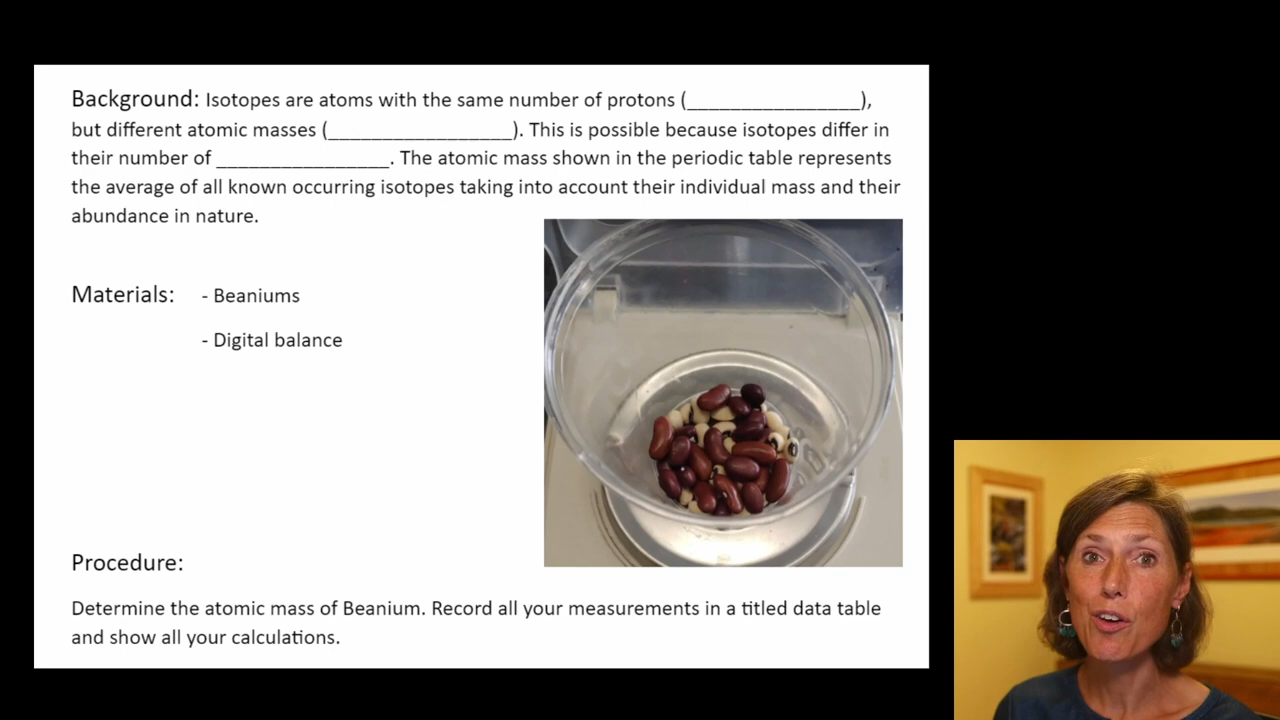 Background: Isotopes are atoms with the same number of protons (________________),
but different atomic masses (_________________). This is possible because isotopes differ in
their number of ________________. The atomic mass shown in the periodic table represents
the average of all known occurring isotopes taking into account their individual mass and their
abundance in nature.
Materials: - Beaniums
- Digital balance
Procedure:
Determine the atomic mass of Beanium. Record all your measurements in a titled data table
and show all your calculations.